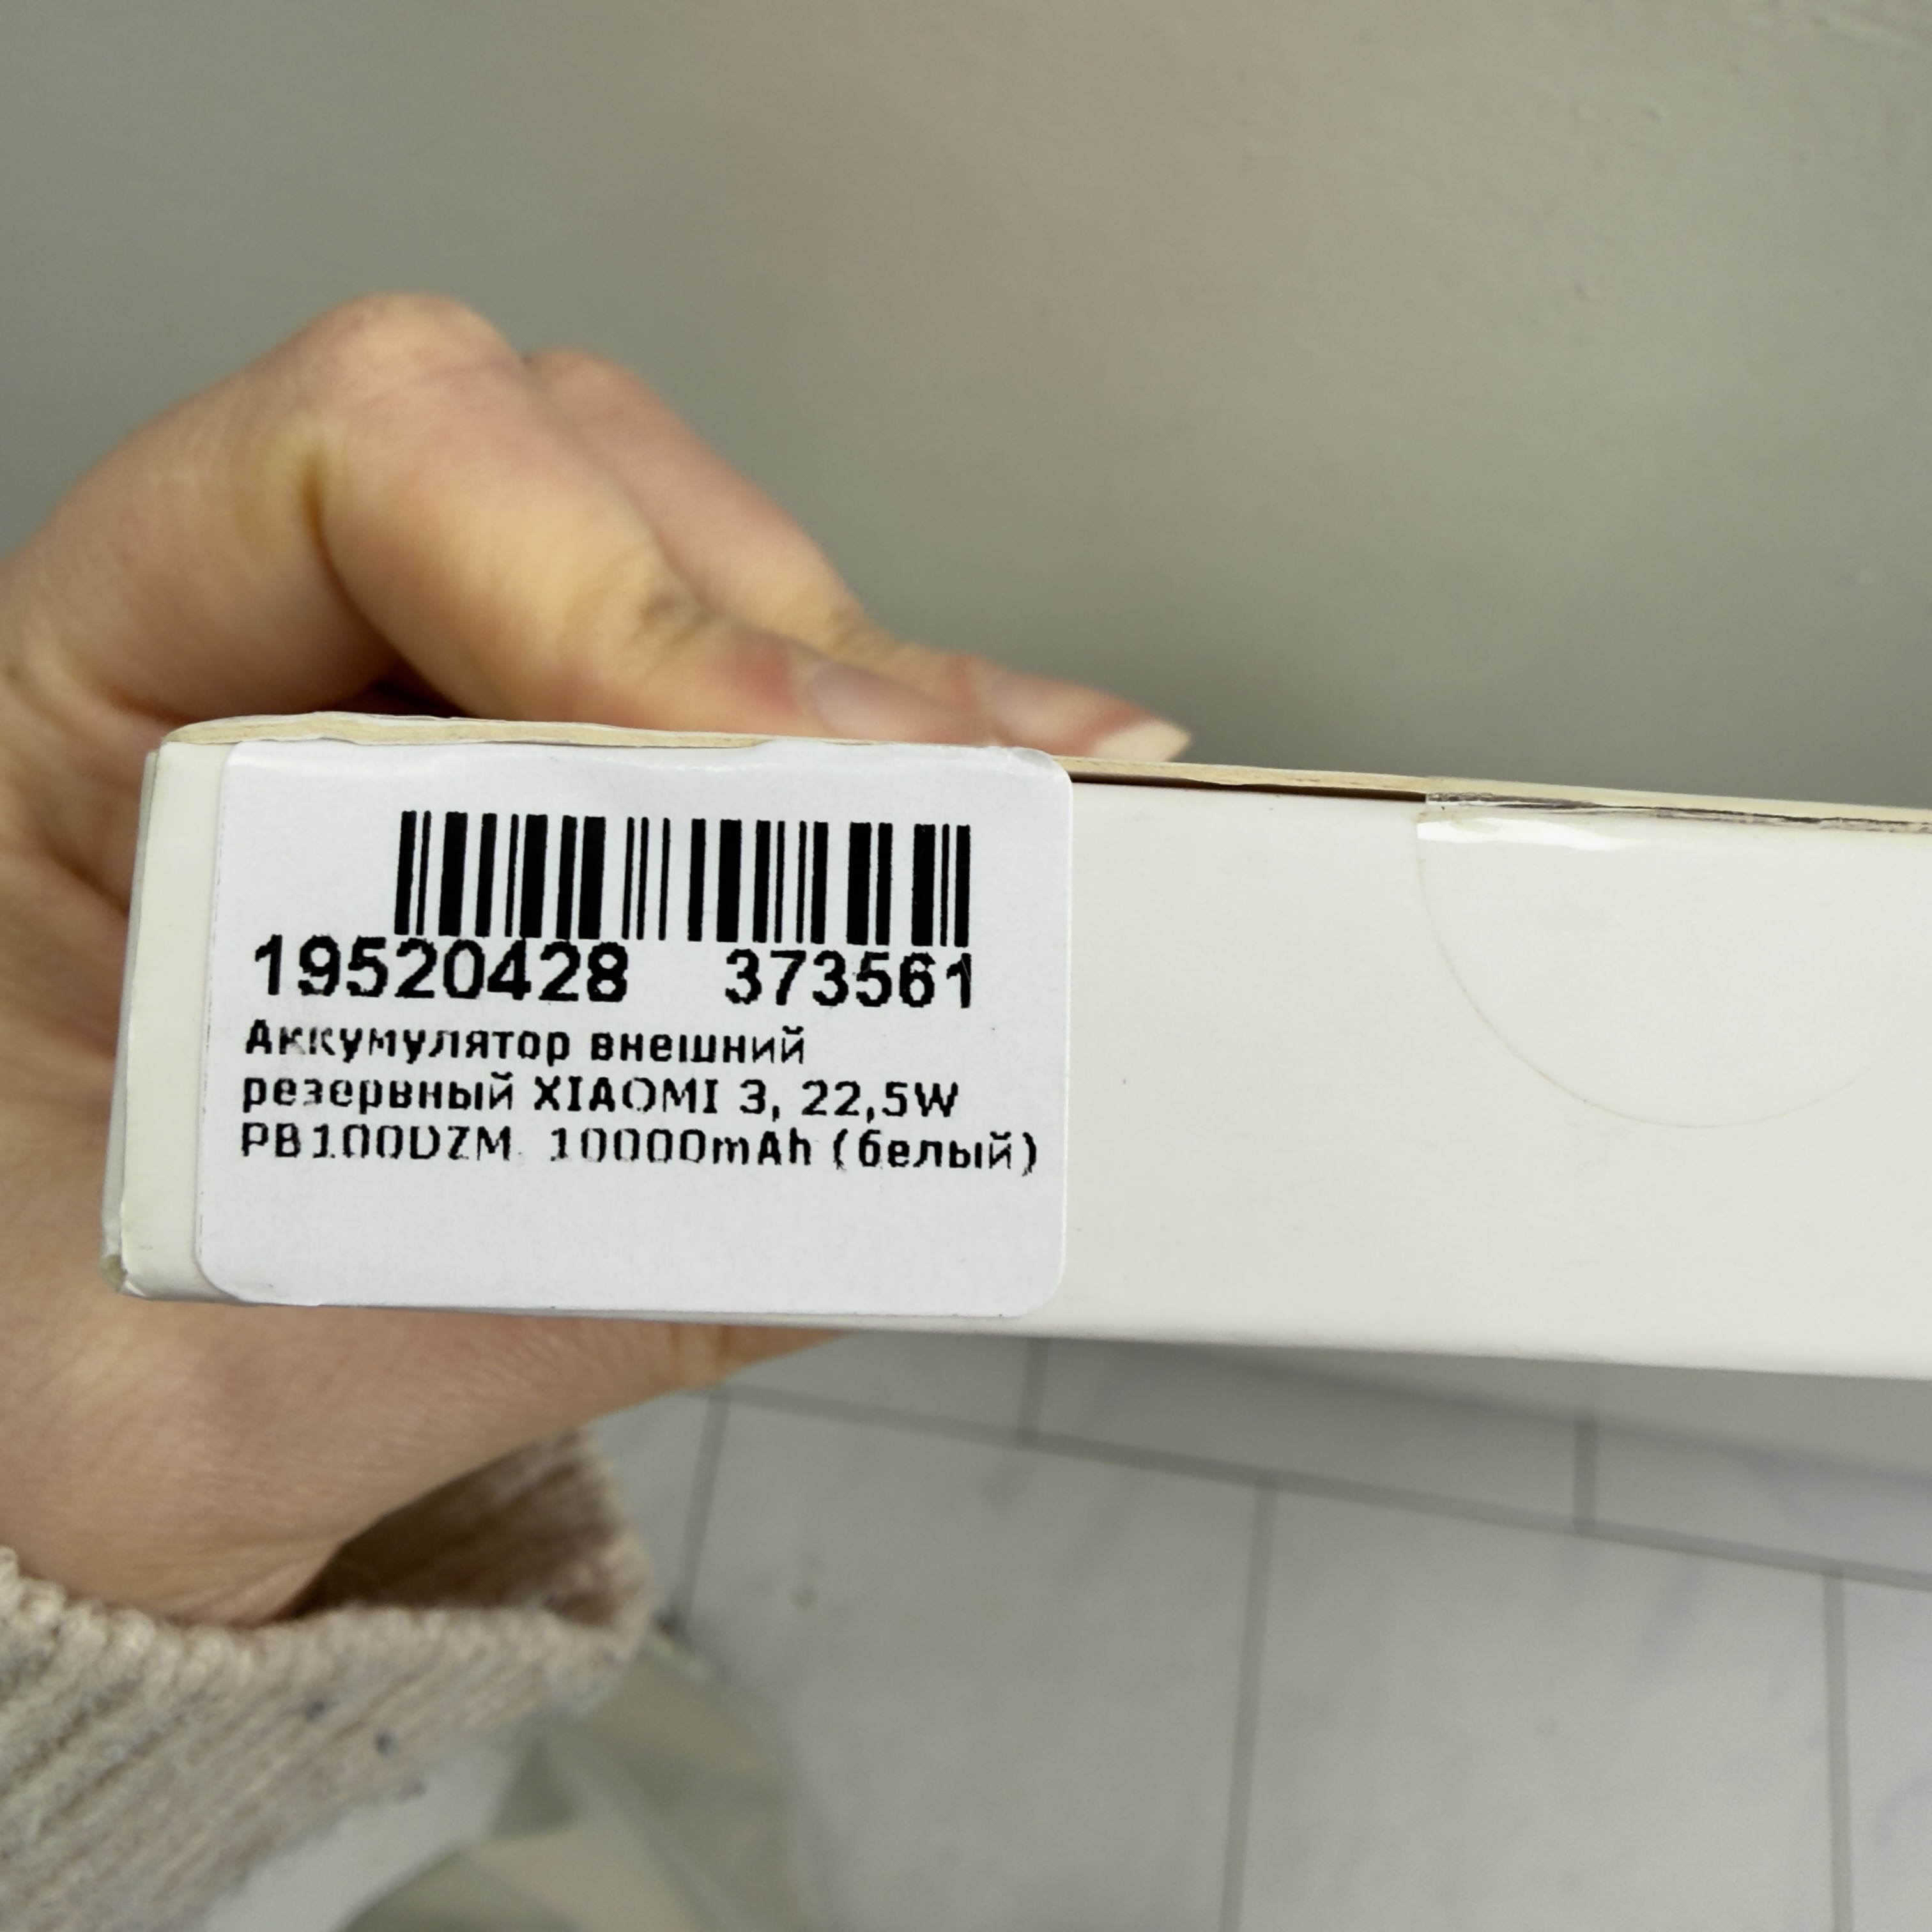 19520428 373561
Аккумулятор внешний
резервный XIAOMI 3, 22,5W
PB100DZM 10000mAh (белый)